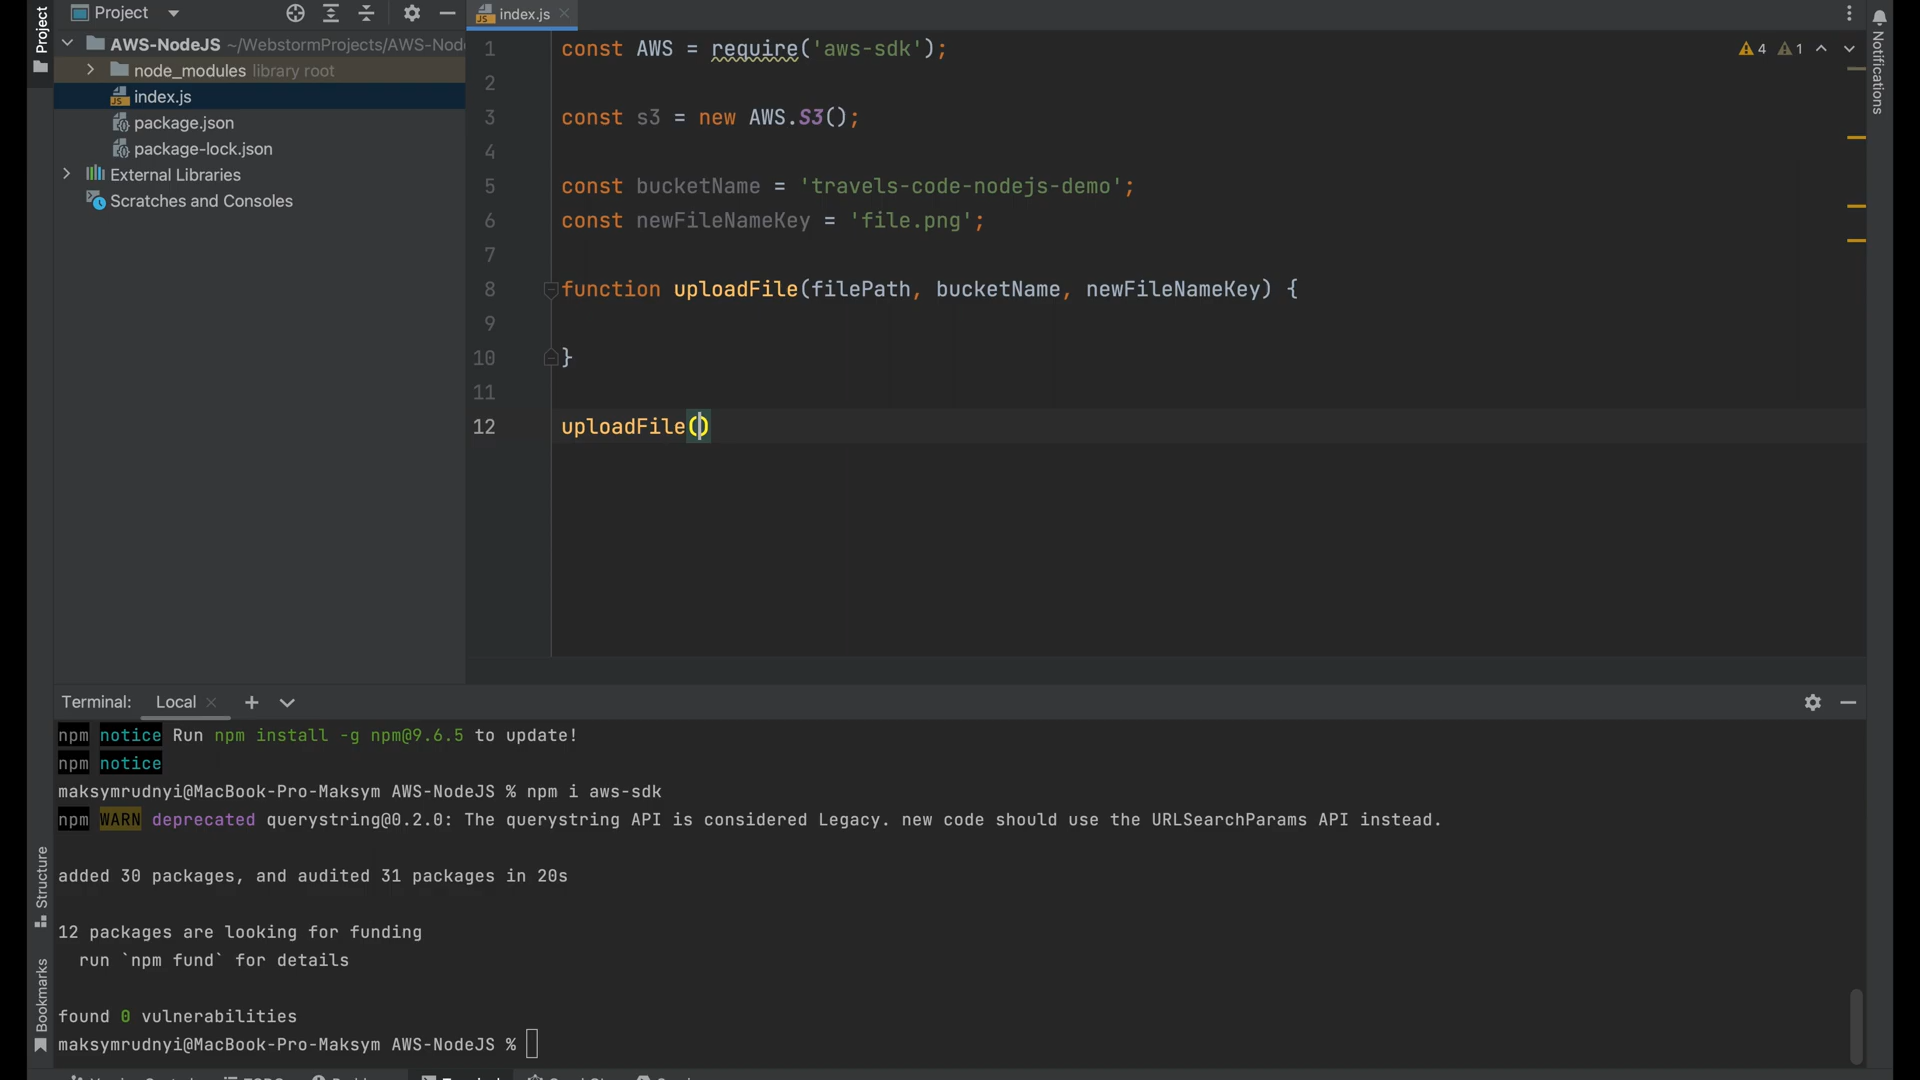 Project
Project
AWS-NodeJS ~/WebstormProjects/AWS-Node
node_modules library root
index.js
package.json
package-lock.json
External Libraries
Scratches and Consoles
index.js
1 const AWS = require('aws-sdk');
2
3 const s3 = new AWS.S3();
4
5 const bucketName = 'travels-code-nodejs-demo';
6 const newFileNameKey = 'file.png';
7
8 function uploadFile(filePath, bucketName, newFileNameKey) {
9
10 }
11
12 uploadFile()
4 1
Notifications
Terminal: Local
npm notice Run npm install -g npm@9.6.5 to update!
npm notice
maksymrudnyi@MacBook-Pro-Maksym AWS-NodeJS % npm i aws-sdk
npm WARN deprecated querystring@0.2.0: The querystring API is considered Legacy. new code should use the URLSearchParams API instead.
added 30 packages, and audited 31 packages in 20s
12 packages are looking for funding
run `npm fund` for details
found 0 vulnerabilities
maksymrudnyi@MacBook-Pro-Maksym AWS-NodeJS %
Structure
Bookmarks